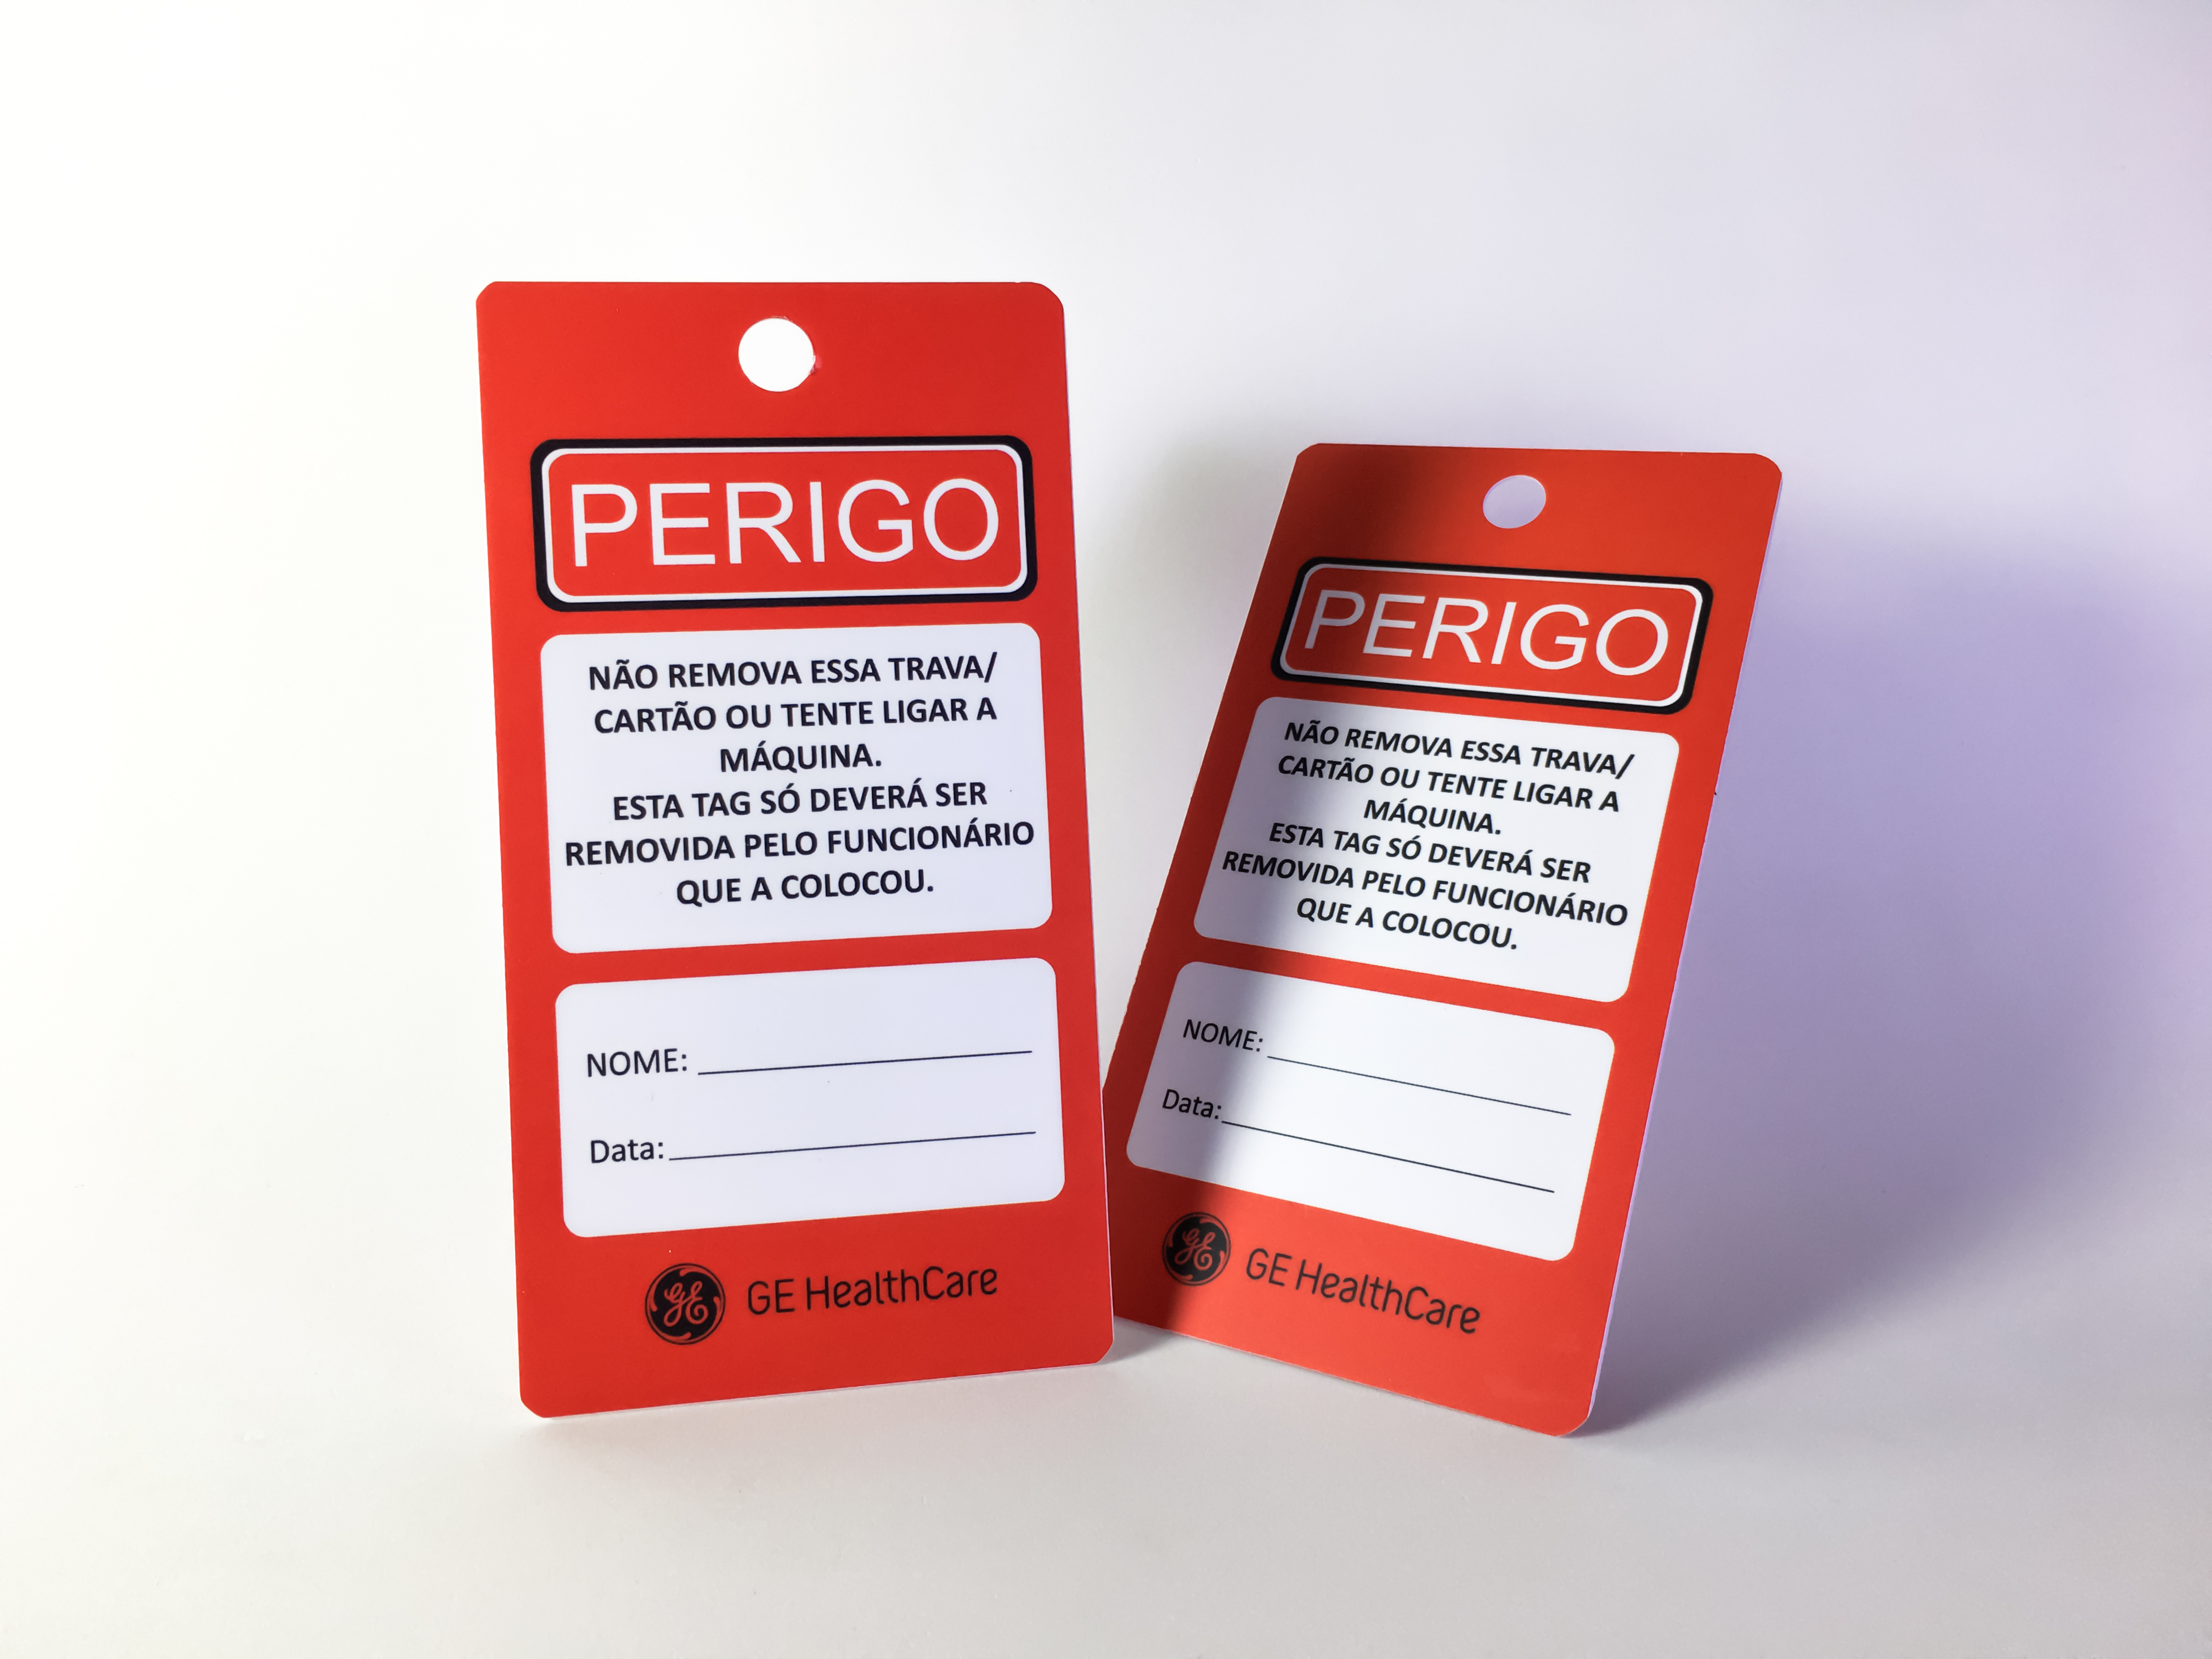 PERIGO
NÃO REMOVA ESSA TRAVA/
CARTÃO OU TENTE LIGAR A
MÁQUINA.
ESTA TAG SÓ DEVERÁ SER
REMOVIDA PELO FUNCIONÁRIO
QUE A COLOCOU.
NOME:
Data:
GE GE HealthCare
PERIGO
NÃO REMOVA ESSA TRAVA/
CARTÃO OU TENTE LIGAR A
MÁQUINA.
ESTA TAG SÓ DEVERÁ SER
REMOVIDA PELO FUNCIONÁRIO
QUE A COLOCOU.
NOME:
Data:
GE GE HealthCare